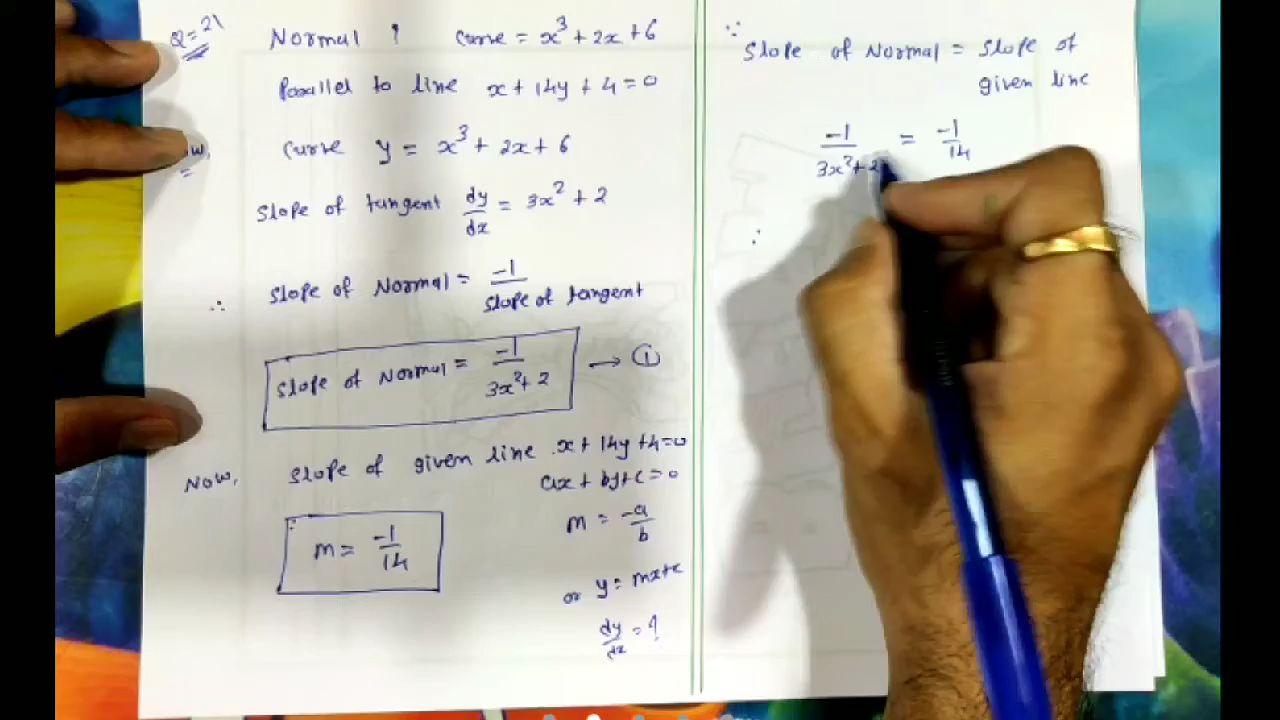 Q=21 Normal ? Curve = x³ + 2x + 6
Parallel to line x + 14y + 4 = 0
Curve y = x³ + 2x + 6
Slope of tangent dy/dx = 3x² + 2
∴ Slope of Normal = -1/Slope of tangent
Slope of Normal = -1/3x²+2 → ①
Now, Slope of given line x + 14y + 4 = 0
ax + by + c = 0
m = -1/14
m = -a/b
or y = mx + c
dy/dx = ?
∵ Slope of Normal = Slope of
given line
-1/3x²+2 = -1/14
∴